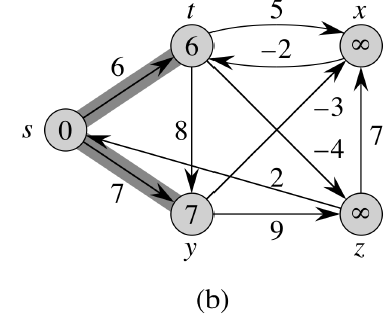 t 5 x
6 6 –2 ∞
s 0 8 –3 7
–4
7 2
7 9 ∞
y z
(b)